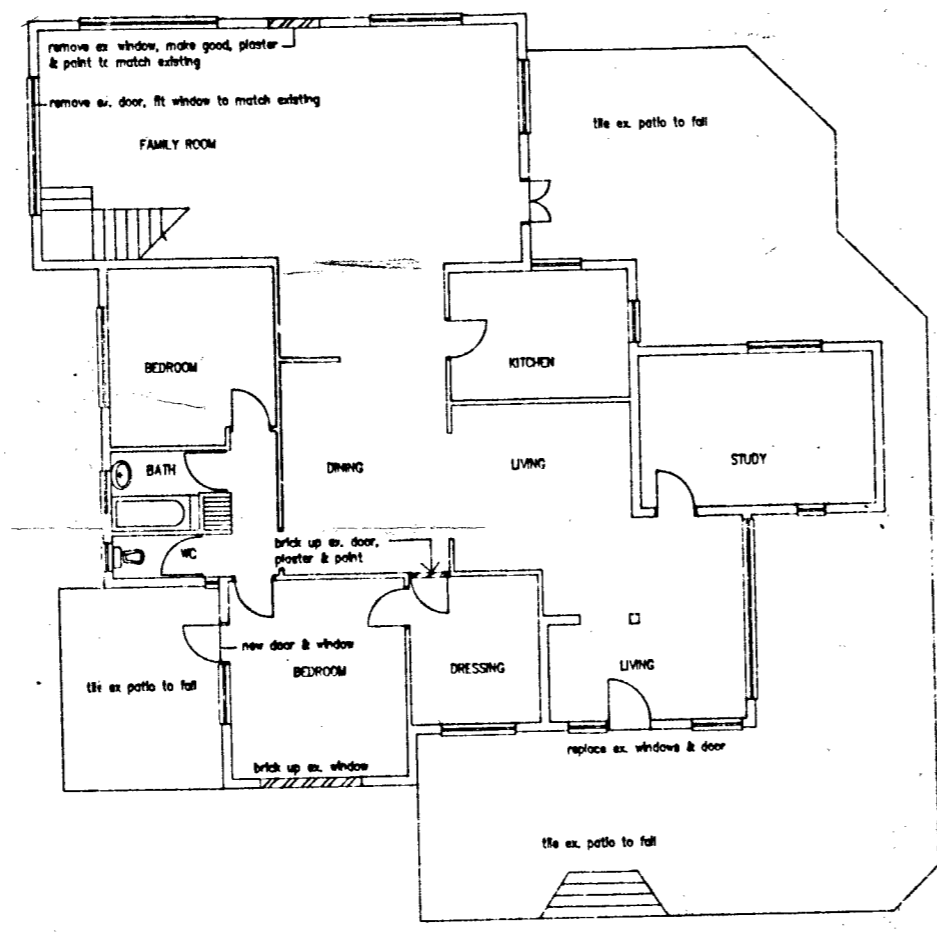 remove ex window, make good, plaster
& paint to match existing
remove ex. door, fit window to match existing
FAMILY ROOM
tile ex. patio to fall
BEDROOM
KITCHEN
BATH
DINING
LIVING
STUDY
WC
brick up ex. door,
plaster & paint
new door & window
BEDROOM
DRESSING
LIVING
tile ex patio to fall
replace ex. windows & door
brick up ex. window
tile ex. patio to fall